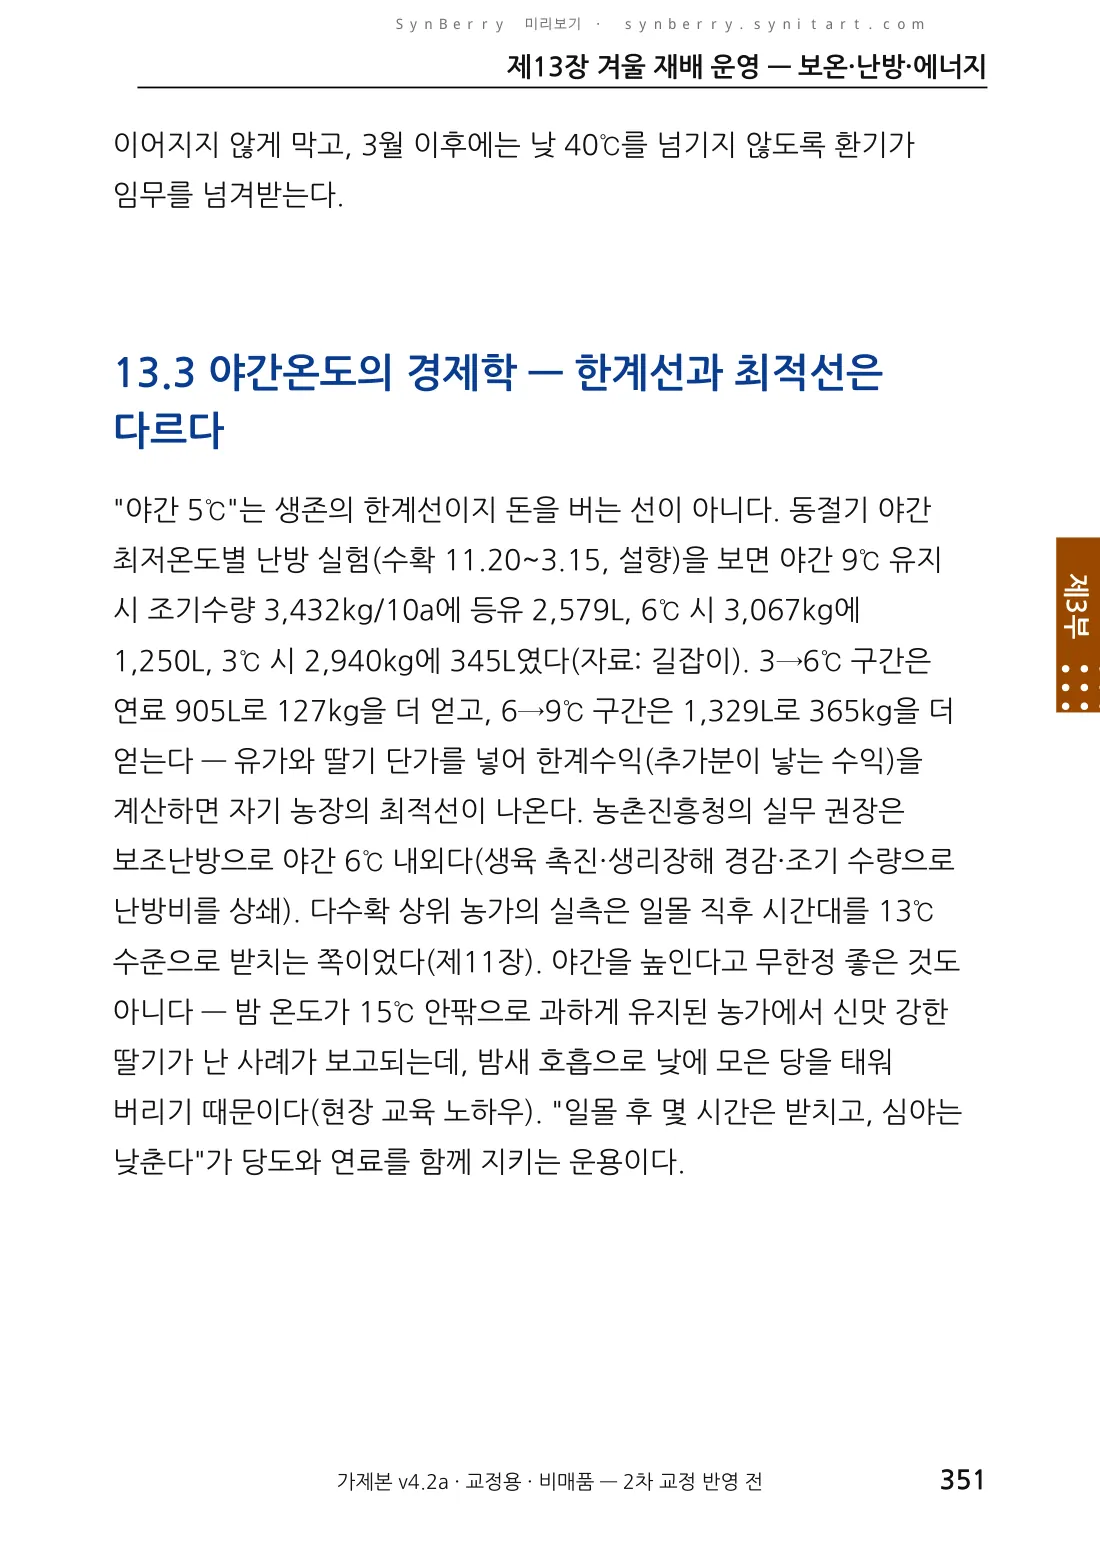 SynBerry 미리보기 · synberry.synitart.com
제13장 겨울 재배 운영 — 보온·난방·에너지
이어지지 않게 막고, 3월 이후에는 낮 40℃를 넘기지 않도록 환기가
임무를 넘겨받는다.
13.3 야간온도의 경제학 — 한계선과 최적선은
다르다
"야간 5℃"는 생존의 한계선이지 돈을 버는 선이 아니다. 동절기 야간
최저온도별 난방 실험(수확 11.20~3.15, 설향)을 보면 야간 9℃ 유지
시 조기수량 3,432kg/10a에 등유 2,579L, 6℃ 시 3,067kg에
1,250L, 3℃ 시 2,940kg에 345L였다(자료: 길잡이). 3→6℃ 구간은
연료 905L로 127kg을 더 얻고, 6→9℃ 구간은 1,329L로 365kg을 더
얻는다 — 유가와 딸기 단가를 넣어 한계수익(추가분이 낳는 수익)을
계산하면 자기 농장의 최적선이 나온다. 농촌진흥청의 실무 권장은
보조난방으로 야간 6℃ 내외다(생육 촉진·생리장해 경감·조기 수량으로
난방비를 상쇄). 다수확 상위 농가의 실측은 일몰 직후 시간대를 13℃
수준으로 받치는 쪽이었다(제11장). 야간을 높인다고 무한정 좋은 것도
아니다 — 밤 온도가 15℃ 안팎으로 과하게 유지된 농가에서 신맛 강한
딸기가 난 사례가 보고되는데, 밤새 호흡으로 낮에 모은 당을 태워
버리기 때문이다(현장 교육 노하우). "일몰 후 몇 시간은 받치고, 심야는
낮춘다"가 당도와 연료를 함께 지키는 운용이다.
제3부
가제본 v4.2a · 교정용 · 비매품 — 2차 교정 반영 전
351